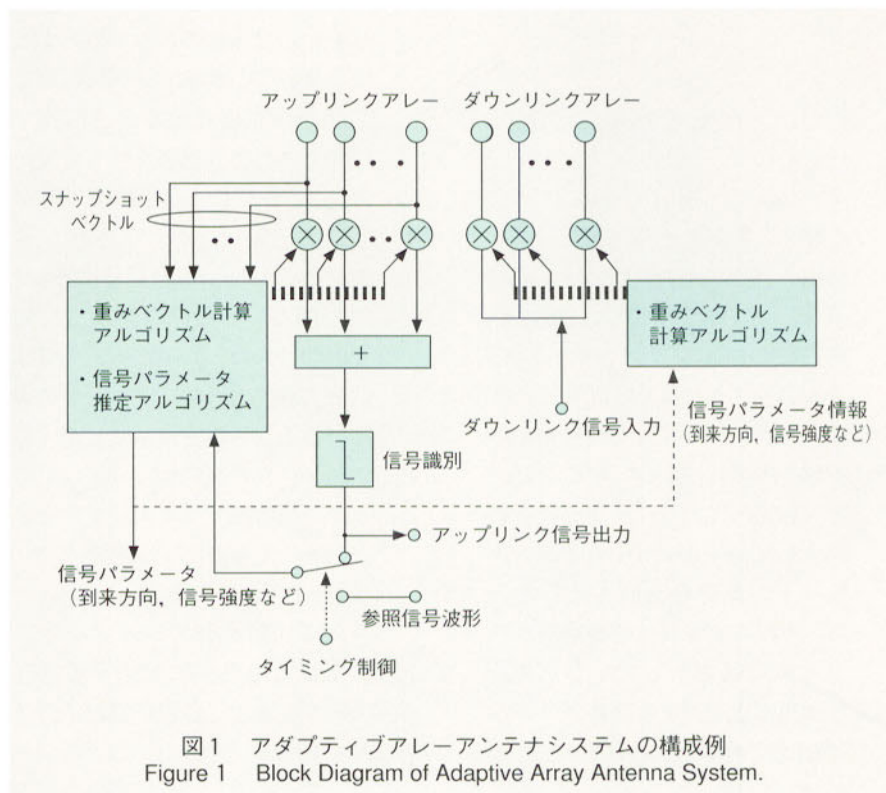 アップリンクアレー
ダウンリンクアレー
スナップショット
ベクトル
・重みベクトル計算
アルゴリズム
・信号パラメータ
推定アルゴリズム
+
・重みベクトル
計算アルゴリズム
ダウンリンク信号入力
信号パラメータ情報
(到来方向, 信号強度など)
信号識別
アップリンク信号出力
信号パラメータ
(到来方向, 信号強度など)
参照信号波形
タイミング制御
図1 アダプティブアレーアンテナシステムの構成例
Figure 1 Block Diagram of Adaptive Array Antenna System.